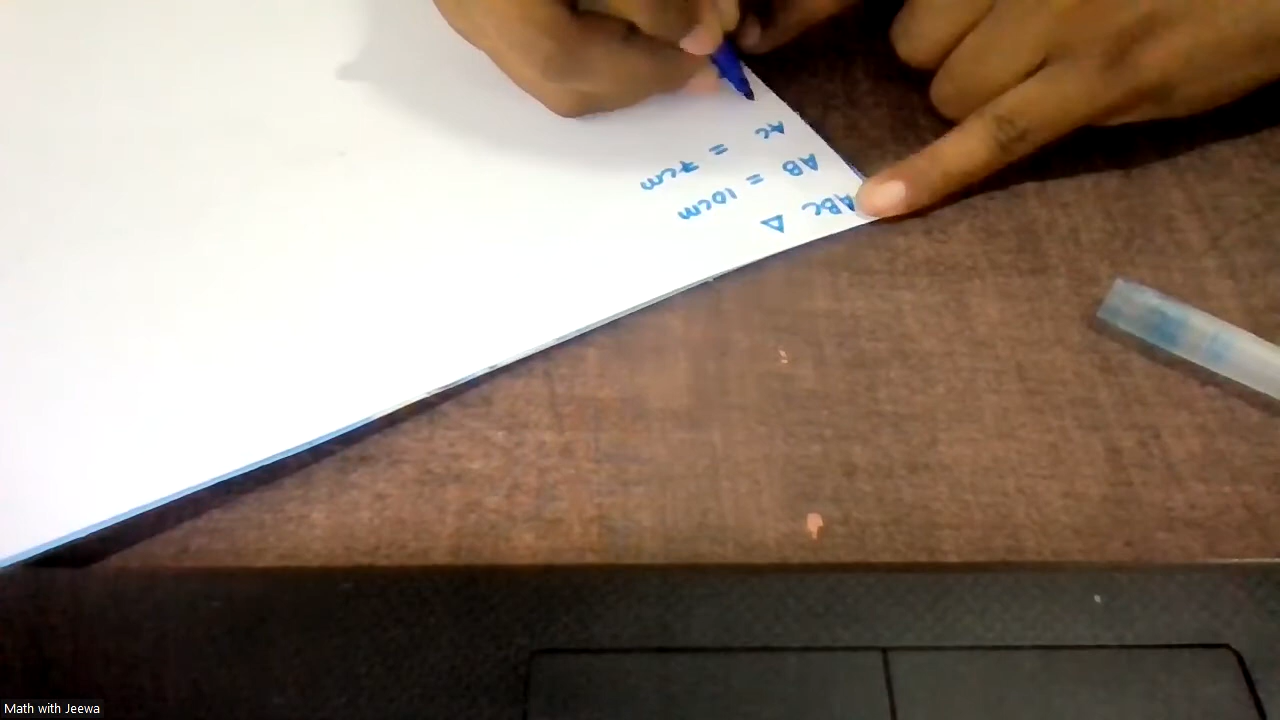 ABC Δ
AB = 10cm
AC = 7cm
Math with Jeewa